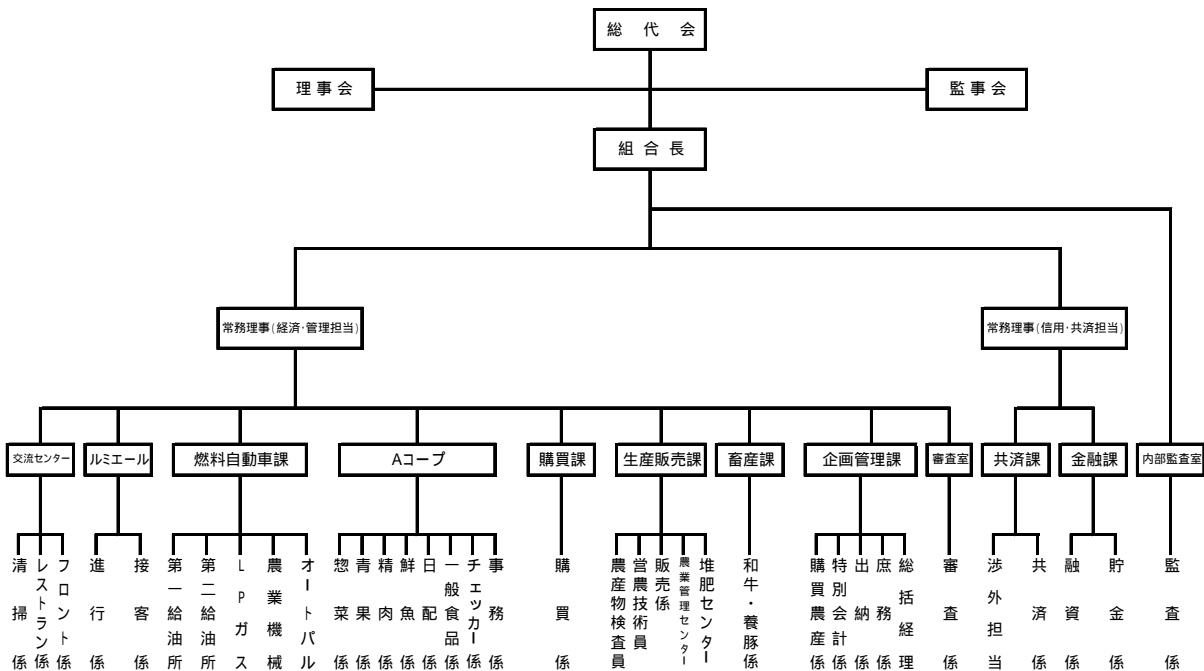 総代会
理事会
監事会
組合長
常務理事(経済・管理担当)
常務理事(信用・共済担当)
交流センター
ルミエール
燃料自動車課
Aコープ
購買課
生産販売課
畜産課
企画管理課
審査室
共済課
金融課
内部監査室
清掃係
レストラン係
フロント係
進行係
接客係
第一給油所
第二給油所
LPガス
農業機械
オートパル
惣菜係
青果係
精肉係
鮮魚係
日配係
一般食品係
チェッカー係
事務係
購買係
農産物検査員
営農技術員
販売係
農業管理センター
堆肥センター
和牛・養豚係
購買農産係
特別会計係
出納係
庶務係
総括経理
審査係
渉外担当
共済係
融資係
貯金係
監査係